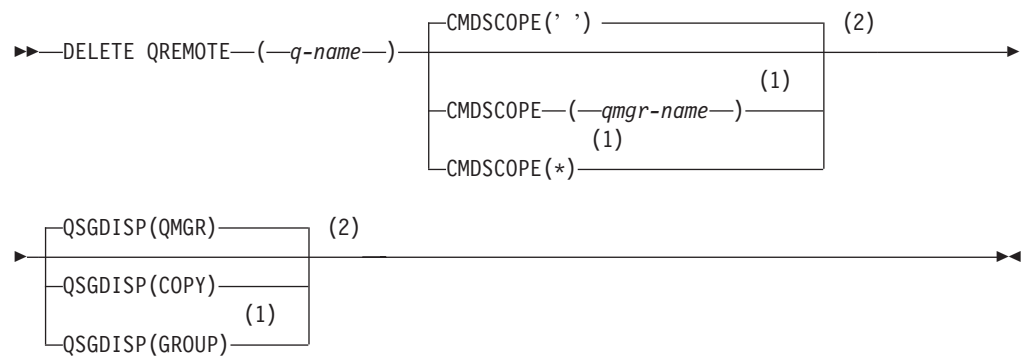 CMDSCOPE(’ ’) (2)
DELETE QREMOTE ( q-name )
(1)
CMDSCOPE ( qmgr-name )
(1)
CMDSCOPE(*)
QSGDISP(QMGR) (2)
QSGDISP(COPY)
(1)
QSGDISP(GROUP)